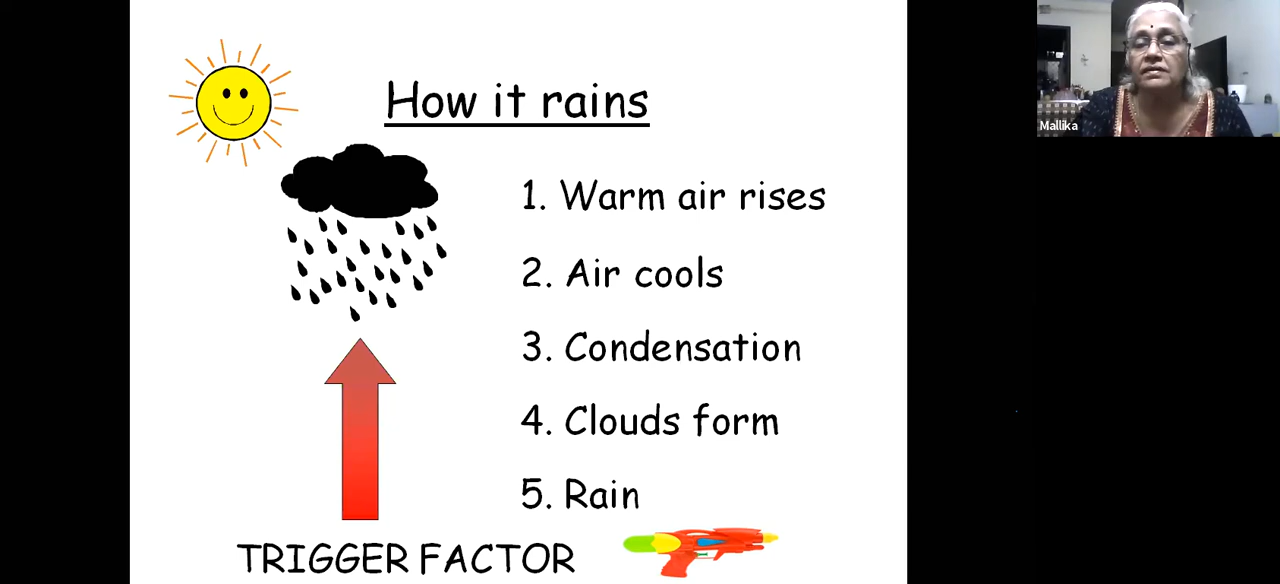 How it rains
1. Warm air rises
2. Air cools
3. Condensation
4. Clouds form
5. Rain
TRIGGER FACTOR
Mallika